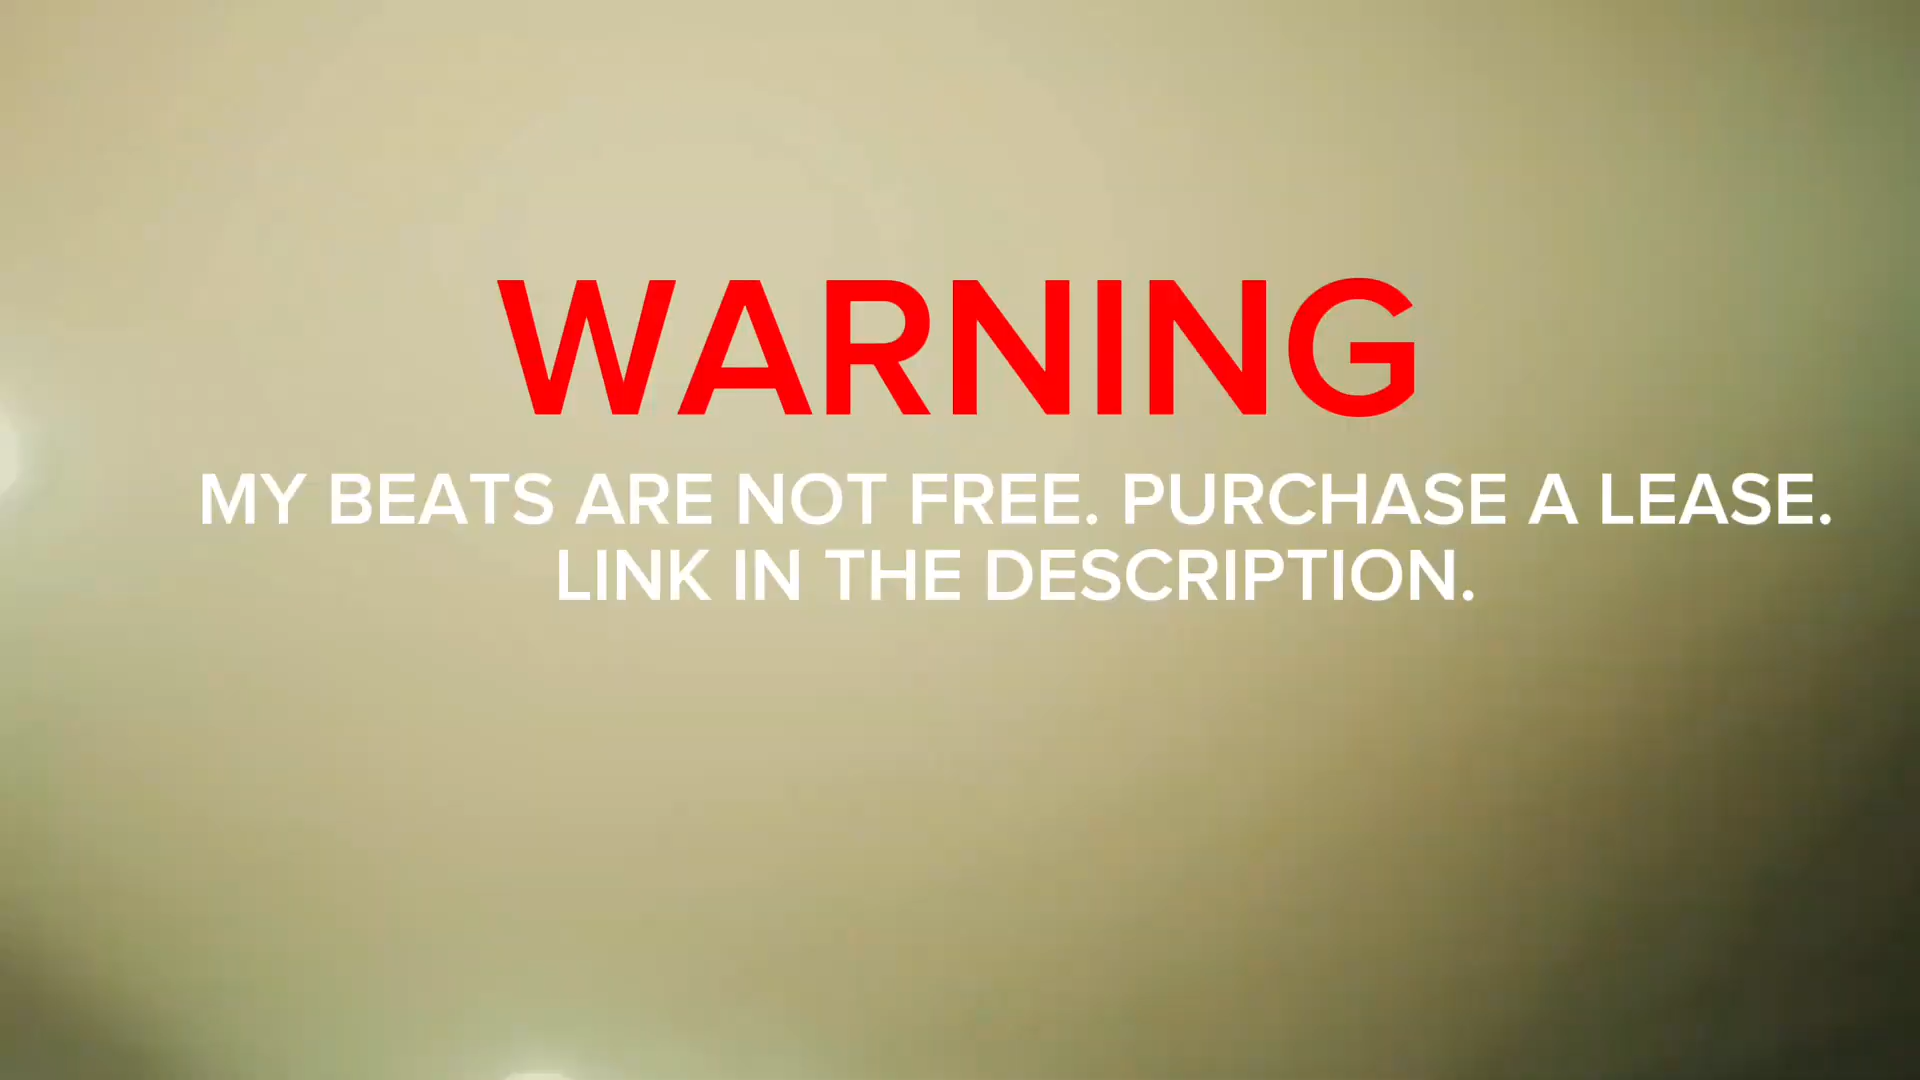 WARNING
MY BEATS ARE NOT FREE. PURCHASE A LEASE.
LINK IN THE DESCRIPTION.